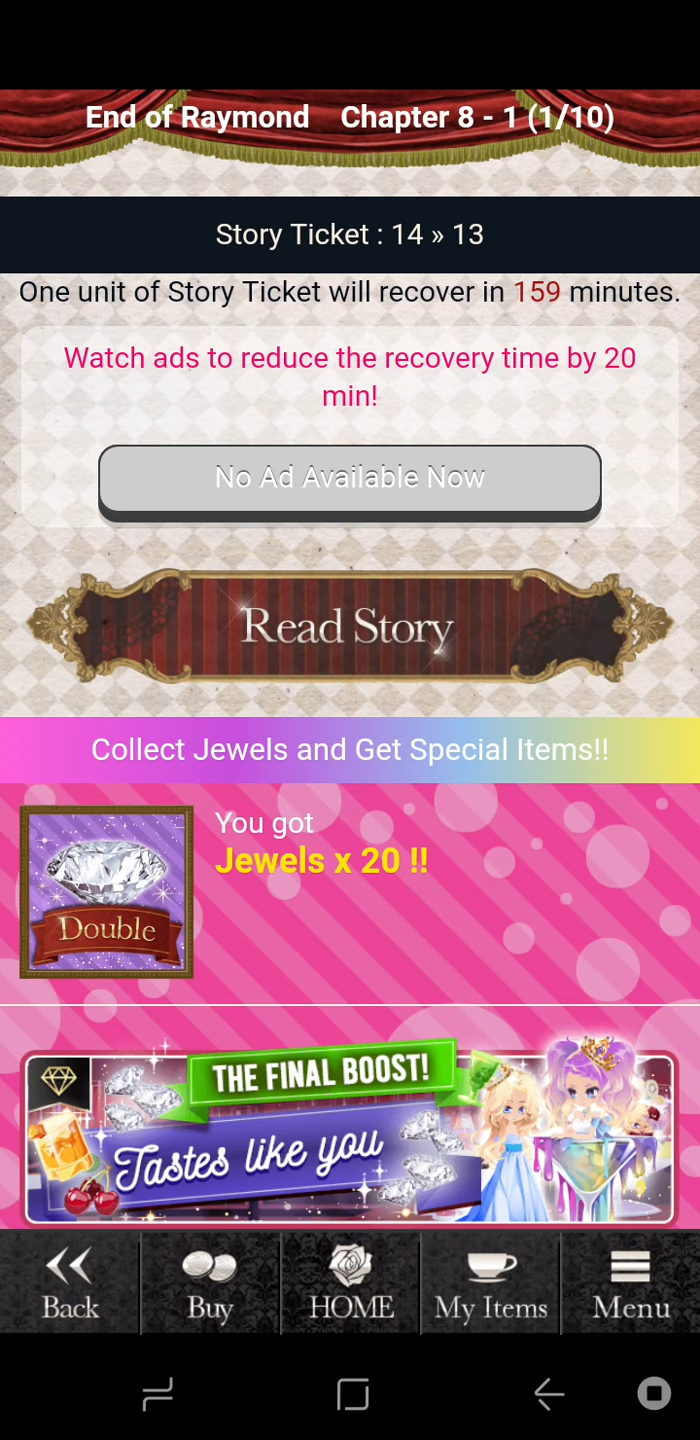 End of Raymond Chapter 8 - 1 (1/10)
Story Ticket : 14 » 13
One unit of Story Ticket will recover in 159 minutes.
Watch ads to reduce the recovery time by 20
min!
No Ad Available Now
Read Story
Collect Jewels and Get Special Items!!
You got
Jewels x 20 !!
Double
THE FINAL BOOST!
Tastes like you
Back
Buy
HOME
My Items
Menu